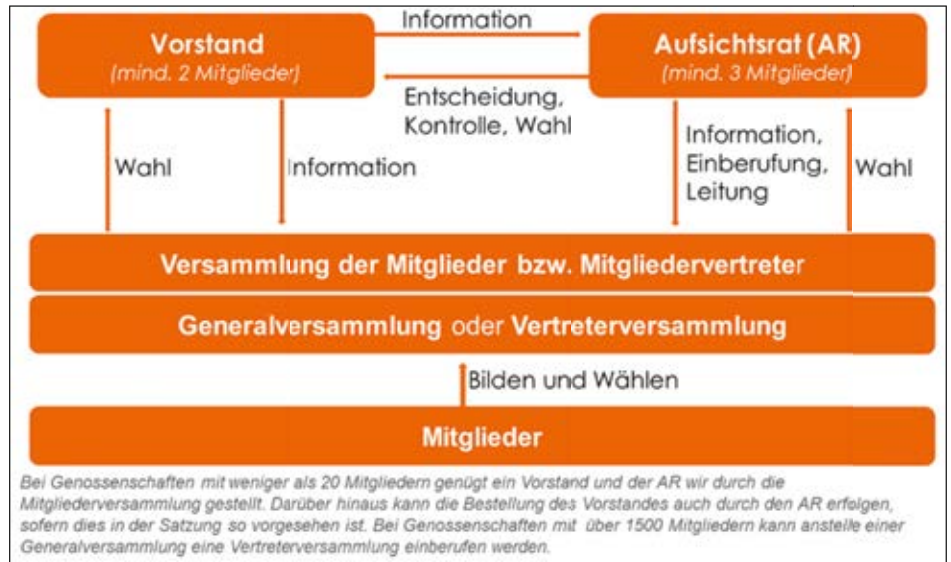 Information
Vorstand
(mind. 2 Mitglieder)
Aufsichtsrat (AR)
(mind. 3 Mitglieder)
Entscheidung,
Kontrolle, Wahl
Wahl
Information
Information,
Einberufung,
Leitung
Wahl
Versammlung der Mitglieder bzw. Mitgliedervertreter
Generalversammlung oder Vertreterversammlung
Bilden und Wählen
Mitglieder
Bei Genossenschaften mit weniger als 20 Mitgliedern genügt ein Vorstand und der AR wir durch die
Mitgliederversammlung gestellt. Darüber hinaus kann die Bestellung des Vorstandes auch durch den AR erfolgen,
sofern dies in der Satzung so vorgesehen ist. Bei Genossenschaften mit über 1500 Mitgliedern kann anstelle einer
Generalversammlung eine Vertreterversammlung einberufen werden.